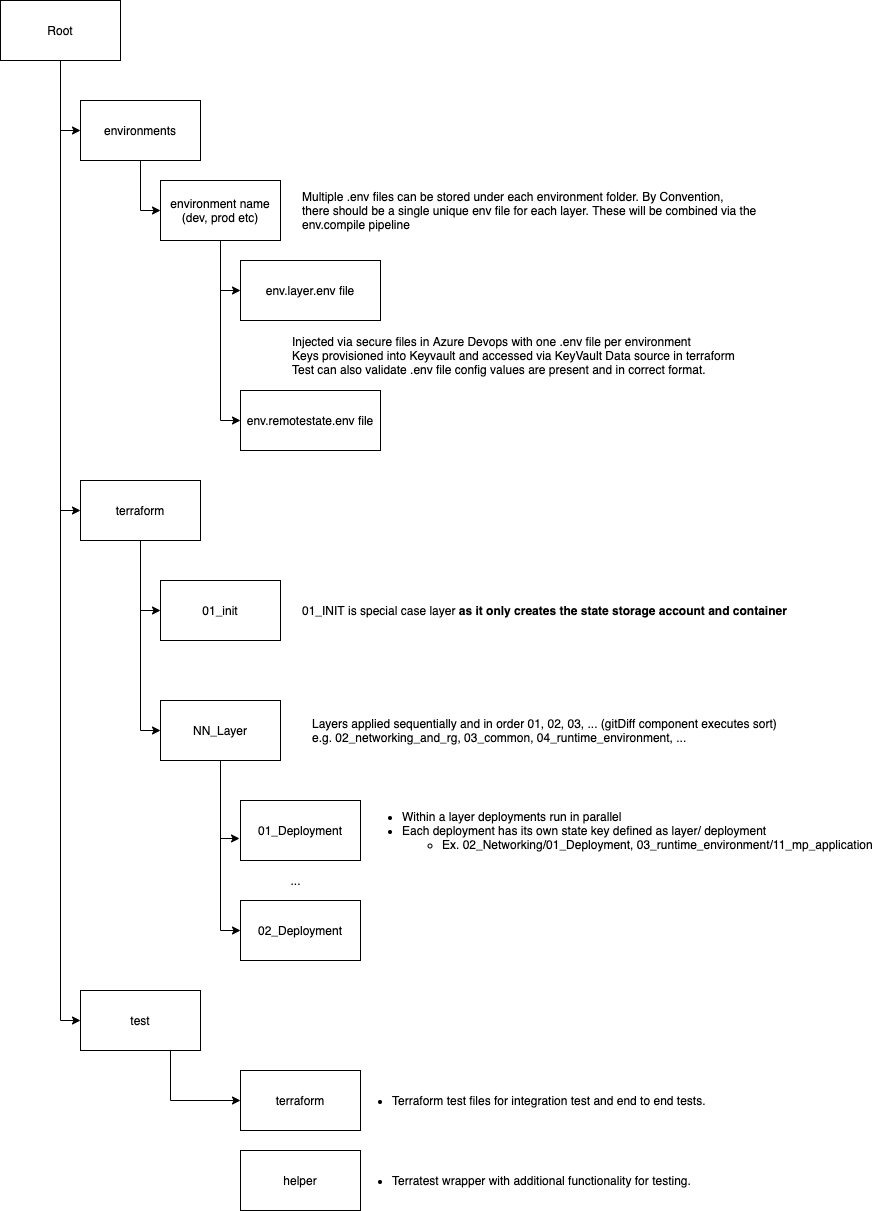 Root
environments
environment name
(dev, prod etc)
Multiple .env files can be stored under each environment folder. By Convention,
there should be a single unique env file for each layer. These will be combined via the
env.compile pipeline
env.layer.env file
Injected via secure files in Azure Devops with one .env file per environment
Keys provisioned into Keyvault and accessed via KeyVault Data source in terraform
Test can also validate .env file config values are present and in correct format.
env.remotestate.env file
terraform
01_init
01_INIT is special case layer as it only creates the state storage account and container
NN_Layer
Layers applied sequentially and in order 01, 02, 03, ... (gitDiff component executes sort)
e.g. 02_networking_and_rg, 03_common, 04_runtime_environment, ...
01_Deployment
• Within a layer deployments run in parallel
• Each deployment has its own state key defined as layer/ deployment
◦ Ex. 02_Networking/01_Deployment, 03_runtime_environment/11_mp_application
...
02_Deployment
test
terraform
• Terraform test files for integration test and end to end tests.
helper
• Terratest wrapper with additional functionality for testing.